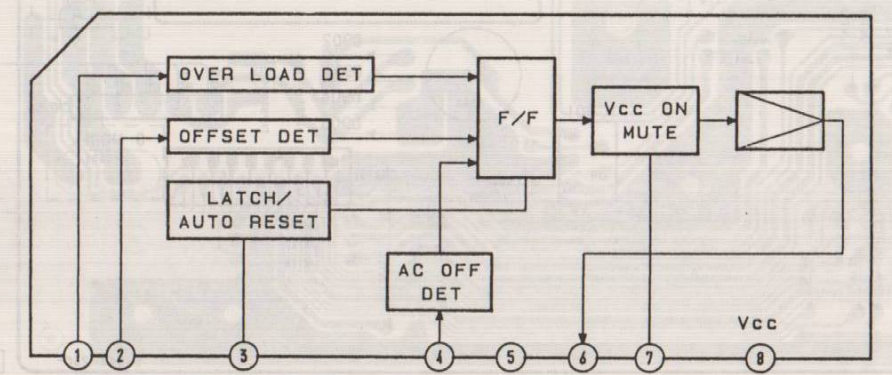 OVER LOAD DET
OFFSET DET
LATCH/
AUTO RESET
F/F
Vcc ON
MUTE
AC OFF
DET
Vcc
1 2 3 4 5 6 7 8